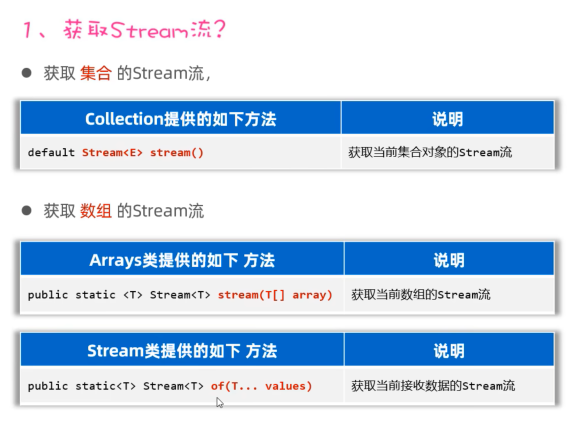 1、获取Stream流？
● 获取 集合 的Stream流，
Collection提供的如下方法 说明
default Stream<E> stream() 获取当前集合对象的Stream流
● 获取 数组 的Stream流
Arrays类提供的如下 方法 说明
public static <T> Stream<T> stream(T[] array) 获取当前数组的Stream流
Stream类提供的如下 方法 说明
public static<T> Stream<T> of(T... values) 获取当前接收数据的Stream流